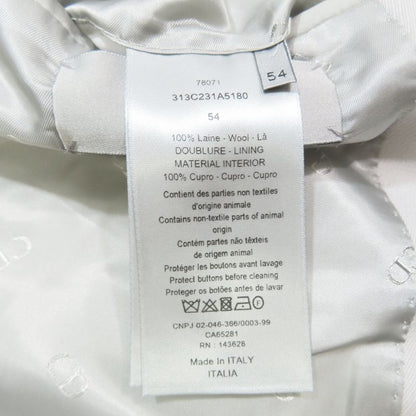 78071
313C231A5180
54
54
100% Laine - Wool - Lã
DOUBLURE - LINING
MATERIAL INTERIOR
100% Cupro - Cupro - Cupro
Contient des parties non textiles
d'origine animale
Contains non-textile parts of animal
origin
Contém partes não têxteis
de origem animal
Protéger les boutons avant lavage
Protect buttons before cleaning
Proteger os botões antes de lavar
CNPJ 02-046-366/0003-99
CA65281
RN : 143628
Made In ITALY
ITALIA